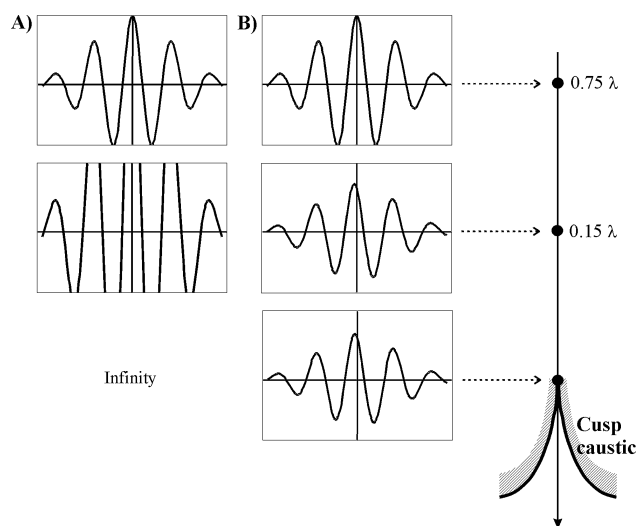 A)
B)
0.75 λ
0.15 λ
Infinity
Cusp
caustic